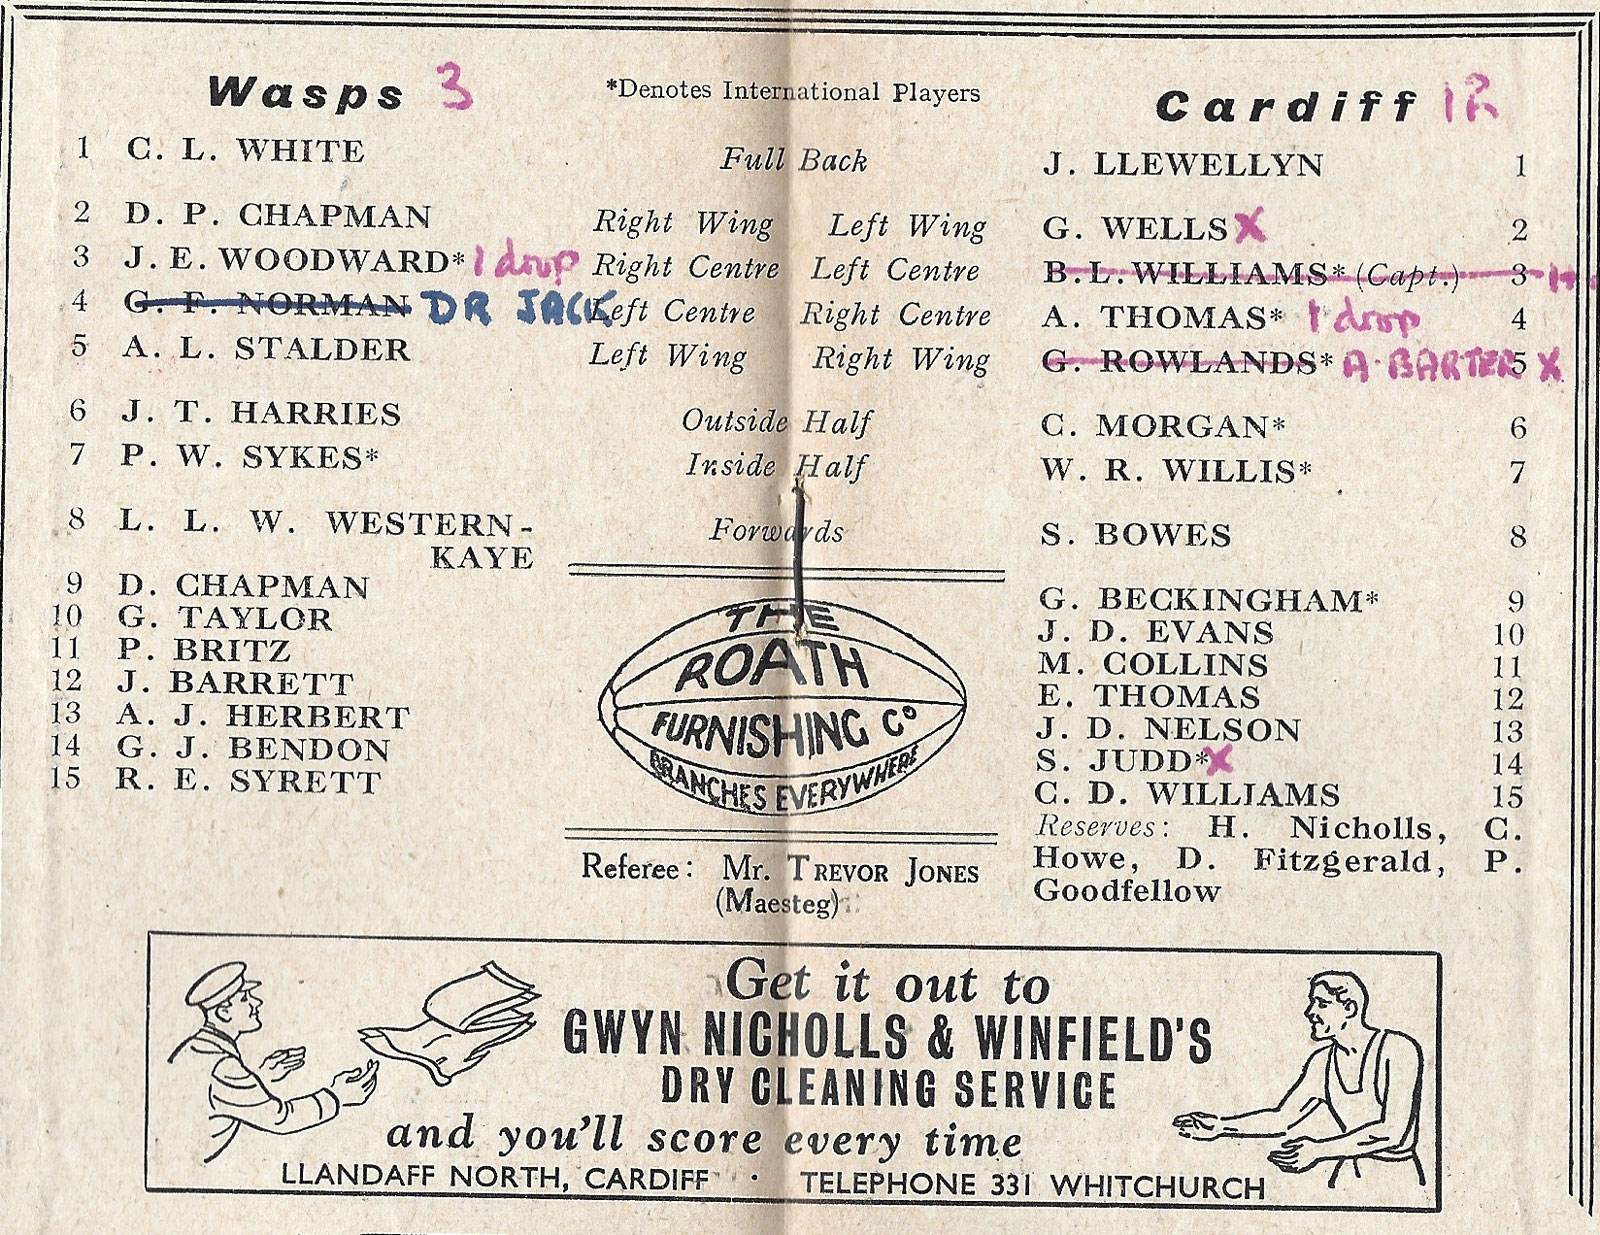 Wasps 3 *Denotes International Players Cardiff 12
1 C. L. WHITE Full Back J. LLEWELLYN 1
2 D. P. CHAPMAN Right Wing Left Wing G. WELLS X 2
3 J. E. WOODWARD* 1 drop Right Centre Left Centre B. L. WILLIAMS* (Capt.) 3
4 G. F. NORMAN DR JACK Left Centre Right Centre A. THOMAS* 1 drop 4
5 A. L. STALDER Left Wing Right Wing G. ROWLANDS* A. BARTER 5 X
6 J. T. HARRIES Outside Half C. MORGAN* 6
7 P. W. SYKES* Inside Half W. R. WILLIS* 7
8 L. L. W. WESTERN- Forwards S. BOWES 8
KAYE
9 D. CHAPMAN G. BECKINGHAM* 9
10 G. TAYLOR J. D. EVANS 10
11 P. BRITZ M. COLLINS 11
12 J. BARRETT E. THOMAS 12
13 A. J. HERBERT J. D. NELSON 13
14 G. J. BENDON S. JUDD* X 14
15 R. E. SYRETT C. D. WILLIAMS 15
Reserves: H. Nicholls, C.
Howe, D. Fitzgerald, P.
Goodfellow
THE
ROATH
FURNISHING Co
BRANCHES EVERYWHERE
Referee: Mr. TREVOR JONES
(Maesteg)
Get it out to
GWYN NICHOLLS & WINFIELD'S
DRY CLEANING SERVICE
and you'll score every time
LLANDAFF NORTH, CARDIFF · TELEPHONE 331 WHITCHURCH